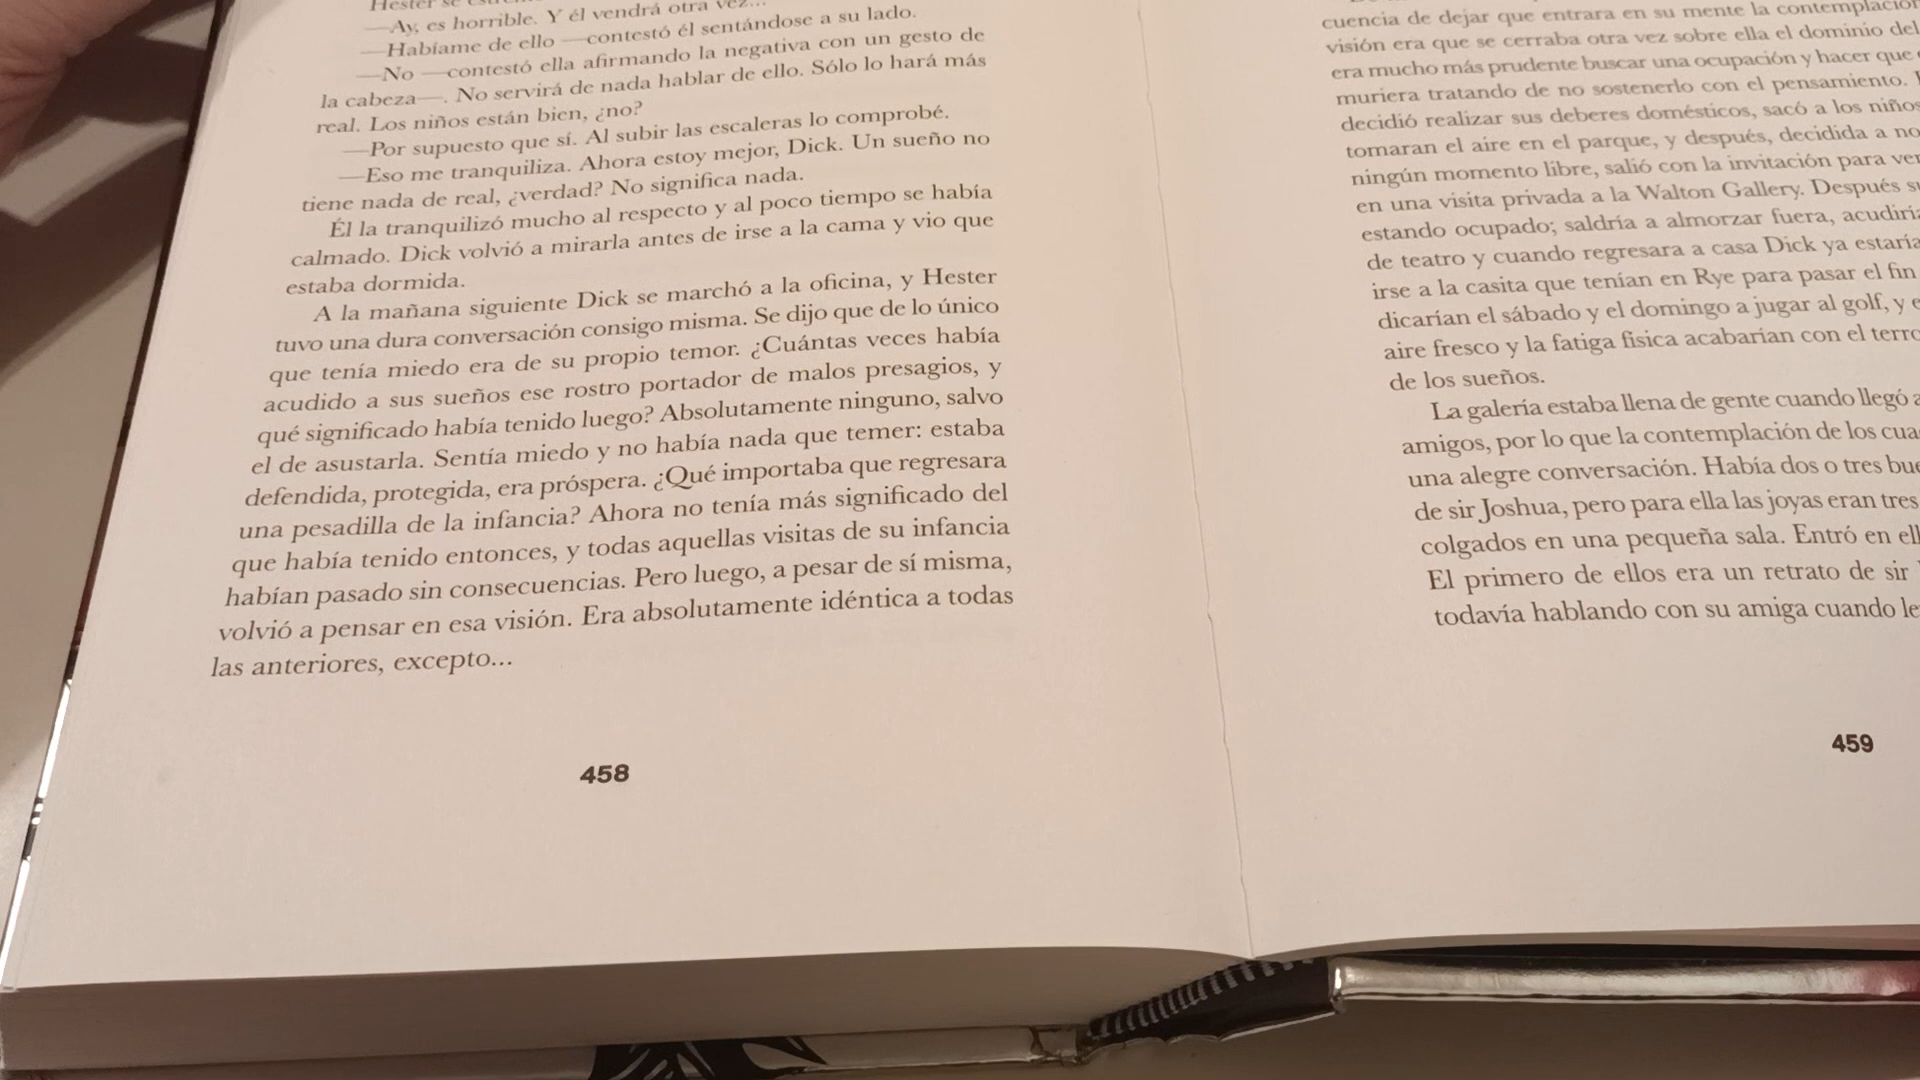 Hester se
—Ay, es horrible. Y él vendrá otra vez...
—Habíame de ello —contestó él sentándose a su lado.
—No —contestó ella afirmando la negativa con un gesto de
la cabeza—. No servirá de nada hablar de ello. Sólo lo hará más
real. Los niños están bien, ¿no?
—Por supuesto que sí. Al subir las escaleras lo comprobé.
—Eso me tranquiliza. Ahora estoy mejor, Dick. Un sueño no
tiene nada de real, ¿verdad? No significa nada.
Él la tranquilizó mucho al respecto y al poco tiempo se había
calmado. Dick volvió a mirarla antes de irse a la cama y vio que
estaba dormida.
A la mañana siguiente Dick se marchó a la oficina, y Hester
tuvo una dura conversación consigo misma. Se dijo que de lo único
que tenía miedo era de su propio temor. ¿Cuántas veces había
acudido a sus sueños ese rostro portador de malos presagios, y
qué significado había tenido luego? Absolutamente ninguno, salvo
el de asustarla. Sentía miedo y no había nada que temer: estaba
defendida, protegida, era próspera. ¿Qué importaba que regresara
una pesadilla de la infancia? Ahora no tenía más significado del
que había tenido entonces, y todas aquellas visitas de su infancia
habían pasado sin consecuencias. Pero luego, a pesar de sí misma,
volvió a pensar en esa visión. Era absolutamente idéntica a todas
las anteriores, excepto...
458
cuencia de dejar que entrara en su mente la contemplación
visión era que se cerraba otra vez sobre ella el dominio del
era mucho más prudente buscar una ocupación y hacer que
muriera tratando de no sostenerlo con el pensamiento.
decidió realizar sus deberes domésticos, sacó a los niños
tomaran el aire en el parque, y después, decidida a no
ningún momento libre, salió con la invitación para ver
en una visita privada a la Walton Gallery. Después
estando ocupado; saldría a almorzar fuera, acudiría
de teatro y cuando regresara a casa Dick ya estaría
irse a la casita que tenían en Rye para pasar el fin
dicarían el sábado y el domingo a jugar al golf, y
aire fresco y la fatiga física acabarían con el
de los sueños.
La galería estaba llena de gente cuando llegó
amigos, por lo que la contemplación de los
una alegre conversación. Había dos o tres
de sir Joshua, pero para ella las joyas eran tres
colgados en una pequeña sala. Entró en
El primero de ellos era un retrato de sir
todavía hablando con su amiga cuando
459